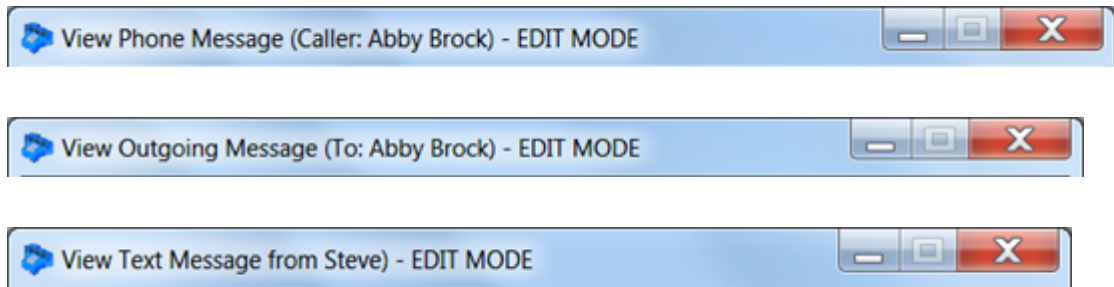 View Phone Message (Caller: Abby Brock) - EDIT MODE
View Outgoing Message (To: Abby Brock) - EDIT MODE
View Text Message from Steve) - EDIT MODE